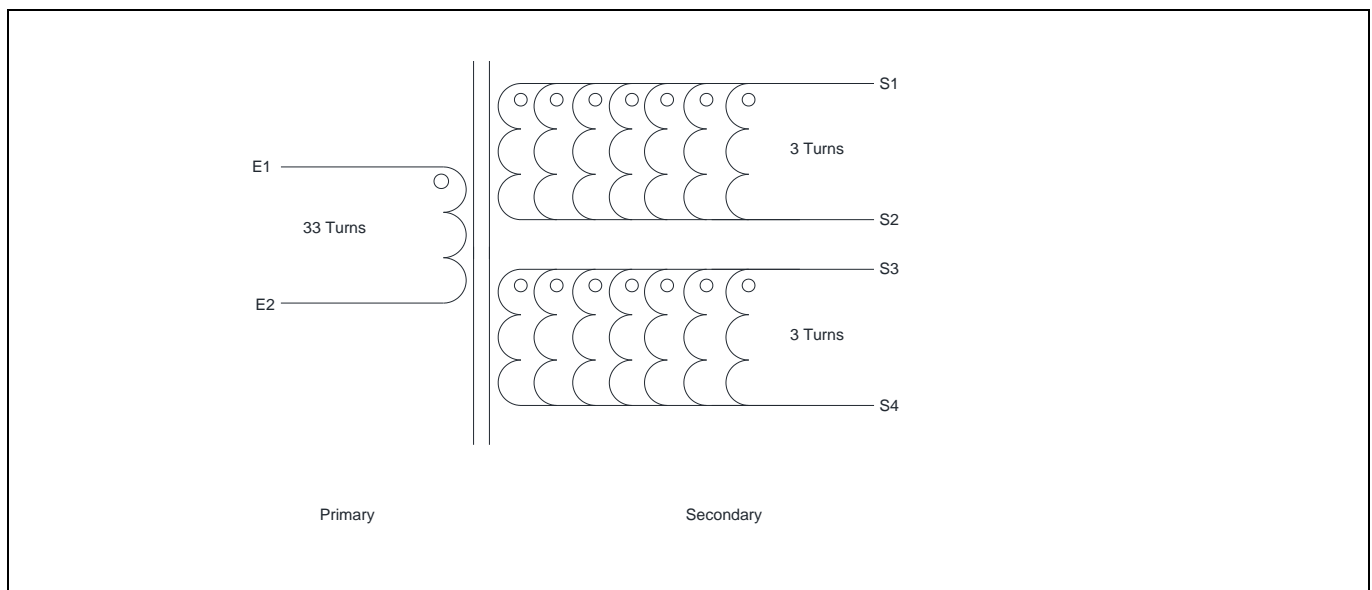 S1
3 Turns
E1
33 Turns
S2
S3
E2
3 Turns
S4
Primary
Secondary